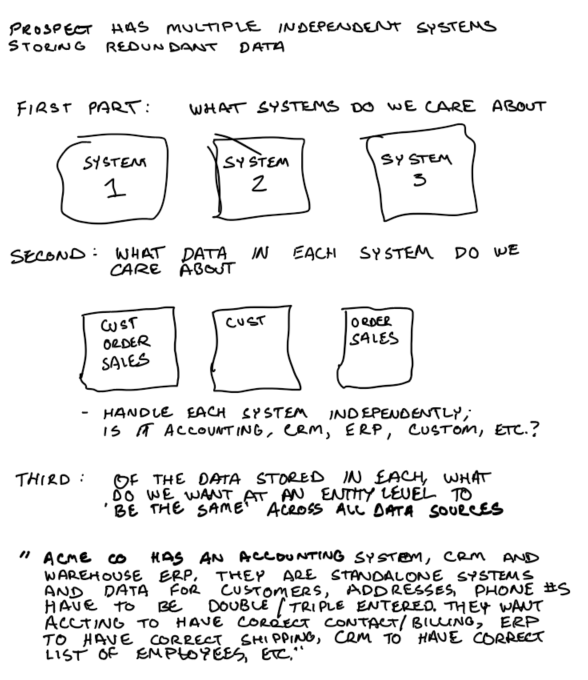 PROSPECT HAS MULTIPLE INDEPENDENT SYSTEMS
STORING REDUNDANT DATA
FIRST PART: WHAT SYSTEMS DO WE CARE ABOUT
SYSTEM
1
SYSTEM
2
SYSTEM
3
SECOND: WHAT DATA IN EACH SYSTEM DO WE
CARE ABOUT
CUST
ORDER
SALES
CUST
ORDER
SALES
- HANDLE EACH SYSTEM INDEPENDENTLY;
IS IT ACCOUNTING, CRM, ERP, CUSTOM, ETC.?
THIRD: OF THE DATA STORED IN EACH, WHAT
DO WE WANT AT AN ENTITY LEVEL TO
'BE THE SAME' ACROSS ALL DATA SOURCES
" ACME CO HAS AN ACCOUNTING SYSTEM, CRM AND
WAREHOUSE ERP. THEY ARE STANDALONE SYSTEMS
AND DATA FOR CUSTOMERS, ADDRESSES, PHONE #S
HAVE TO BE DOUBLE/TRIPLE ENTERED. THEY WANT
ACCTING TO HAVE CORRECT CONTACT/BILLING, ERP
TO HAVE CORRECT SHIPPING, CRM TO HAVE CORRECT
LIST OF EMPLOYEES, ETC."